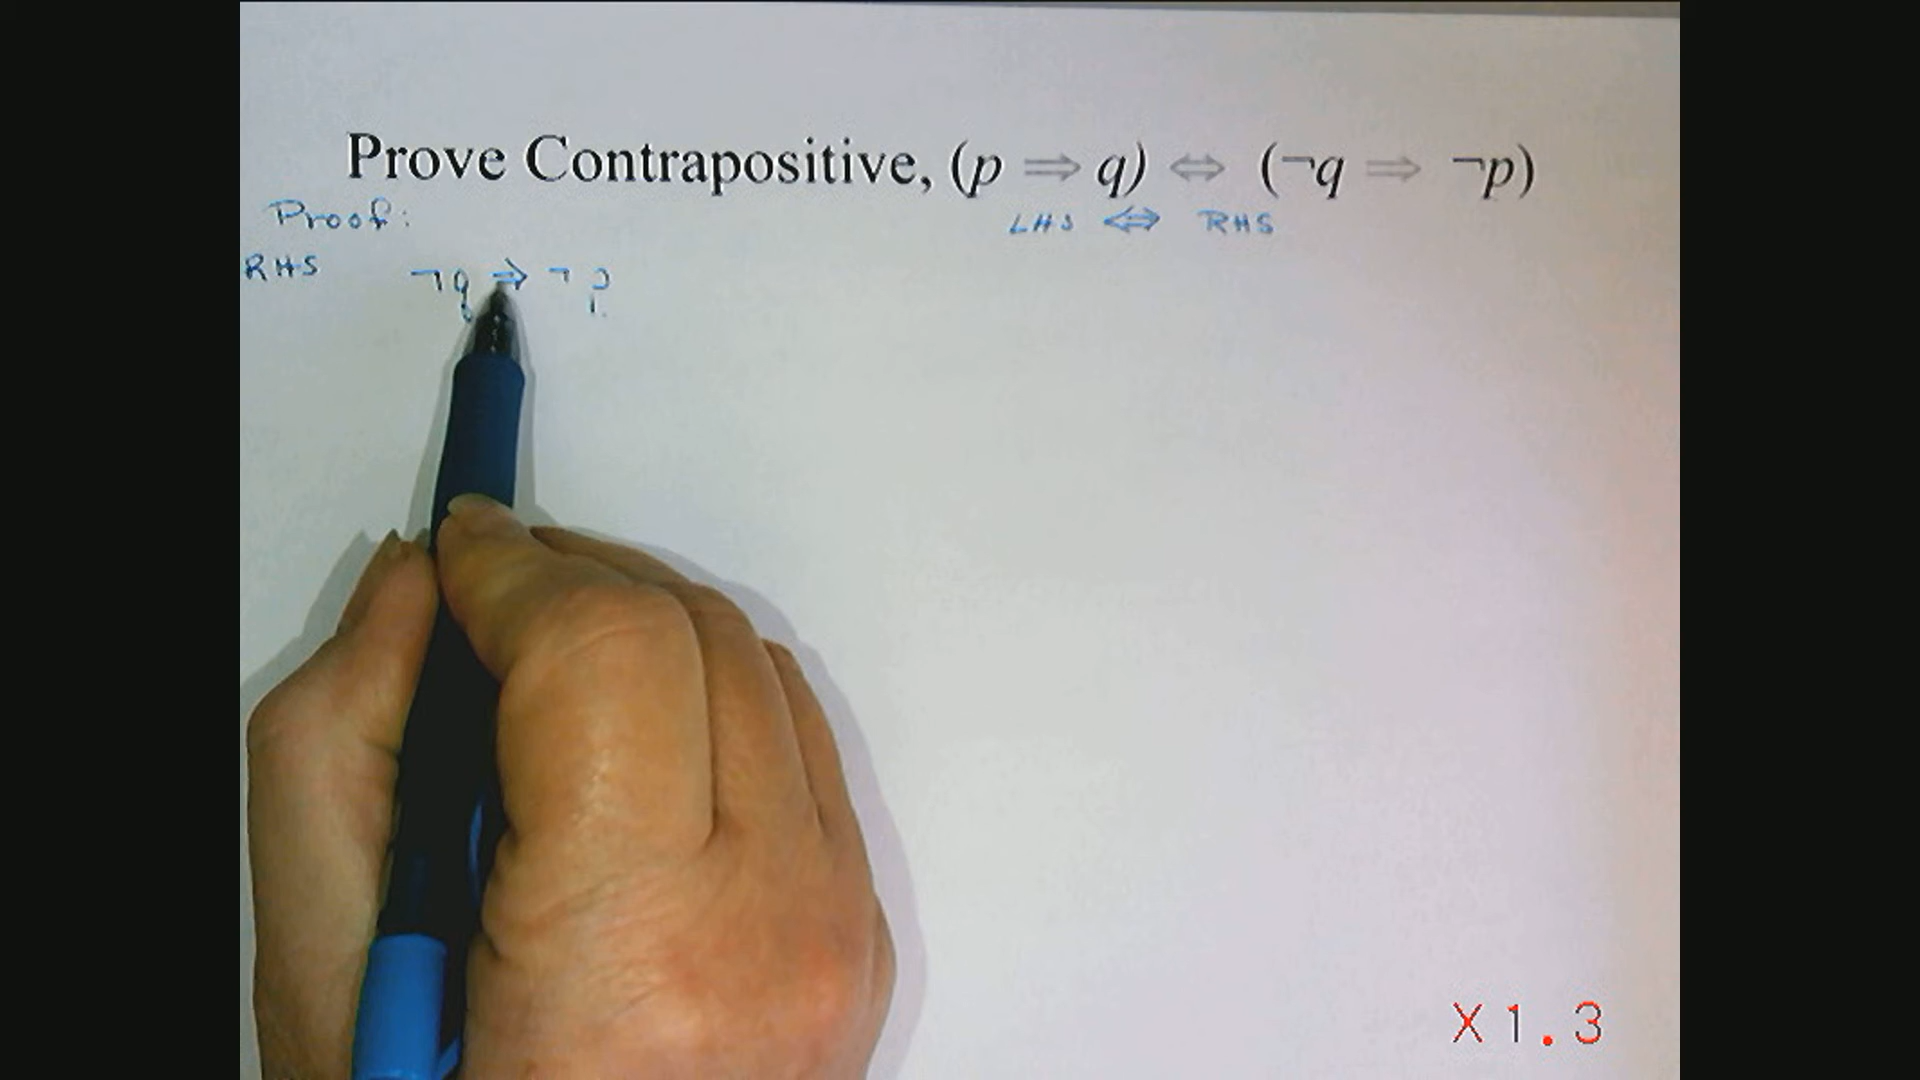 Prove Contrapositive, (p ⇒ q) ⇔ (¬q ⇒ ¬p)
Proof: LHS ⇔ RHS
RHS ¬q ⇒ ¬p
X1.3